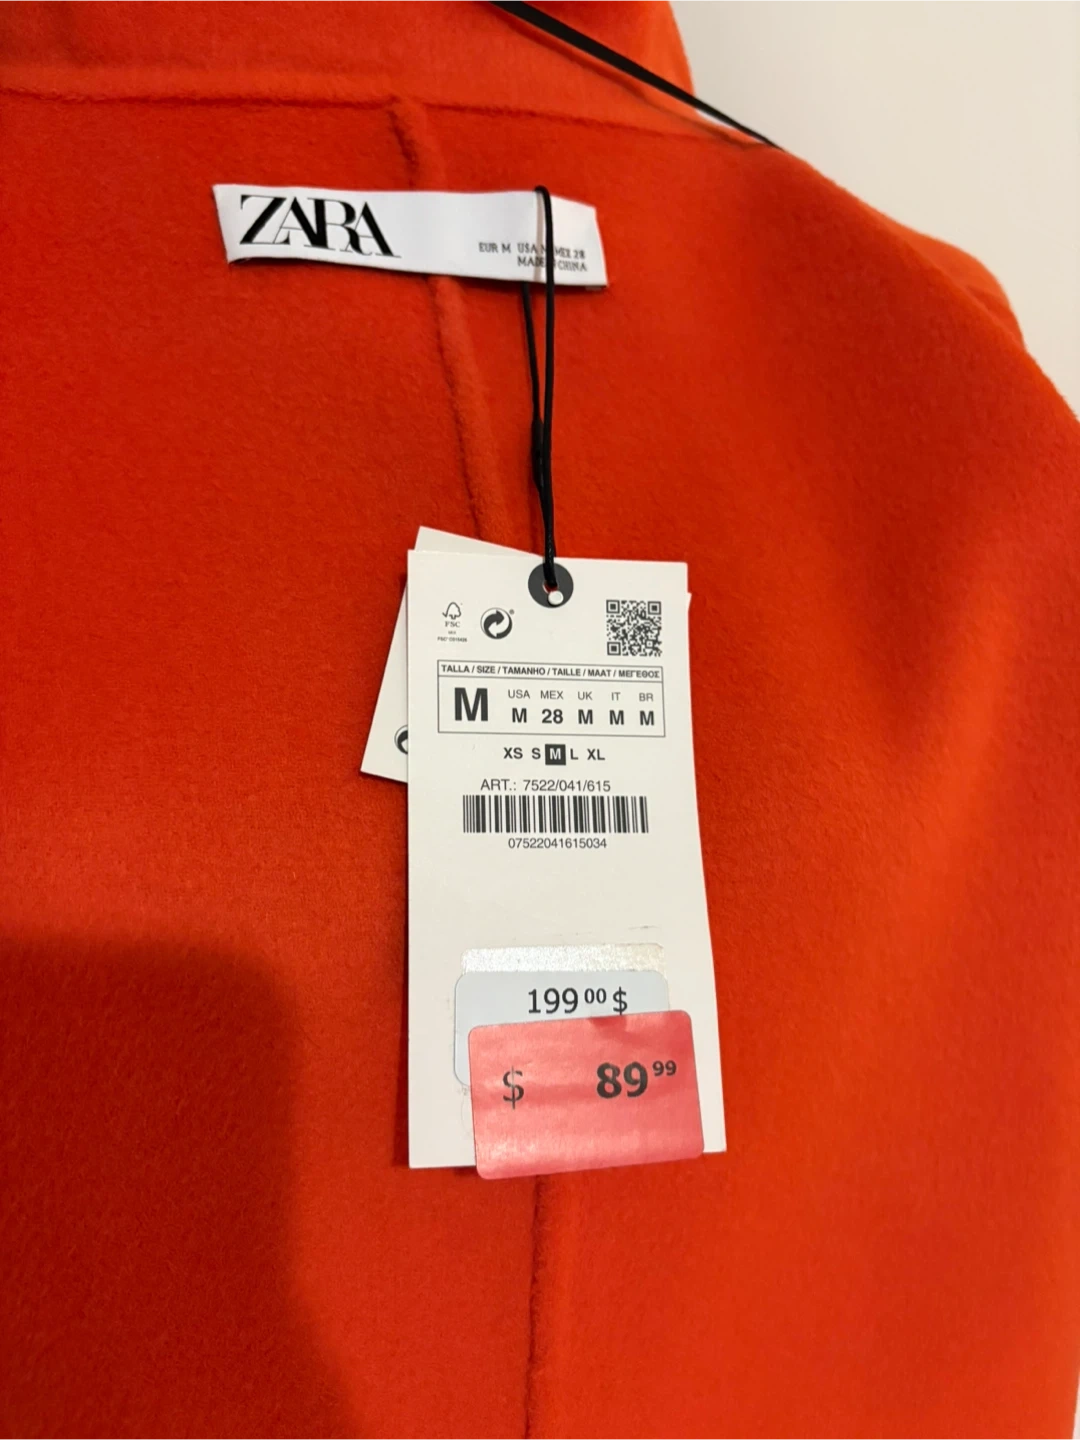 ZARA
EUR M USA M MEX 28
MADE IN CHINA
FSC
TALLA / SIZE / TAMANHO / TAILLE / MAAT / ΜΕΓΕΘΟΣ
M
USA MEX UK IT BR
M 28 M M M
XS S M L XL
ART.: 7522/041/615
07522041615034
199 00 $
$ 89 99